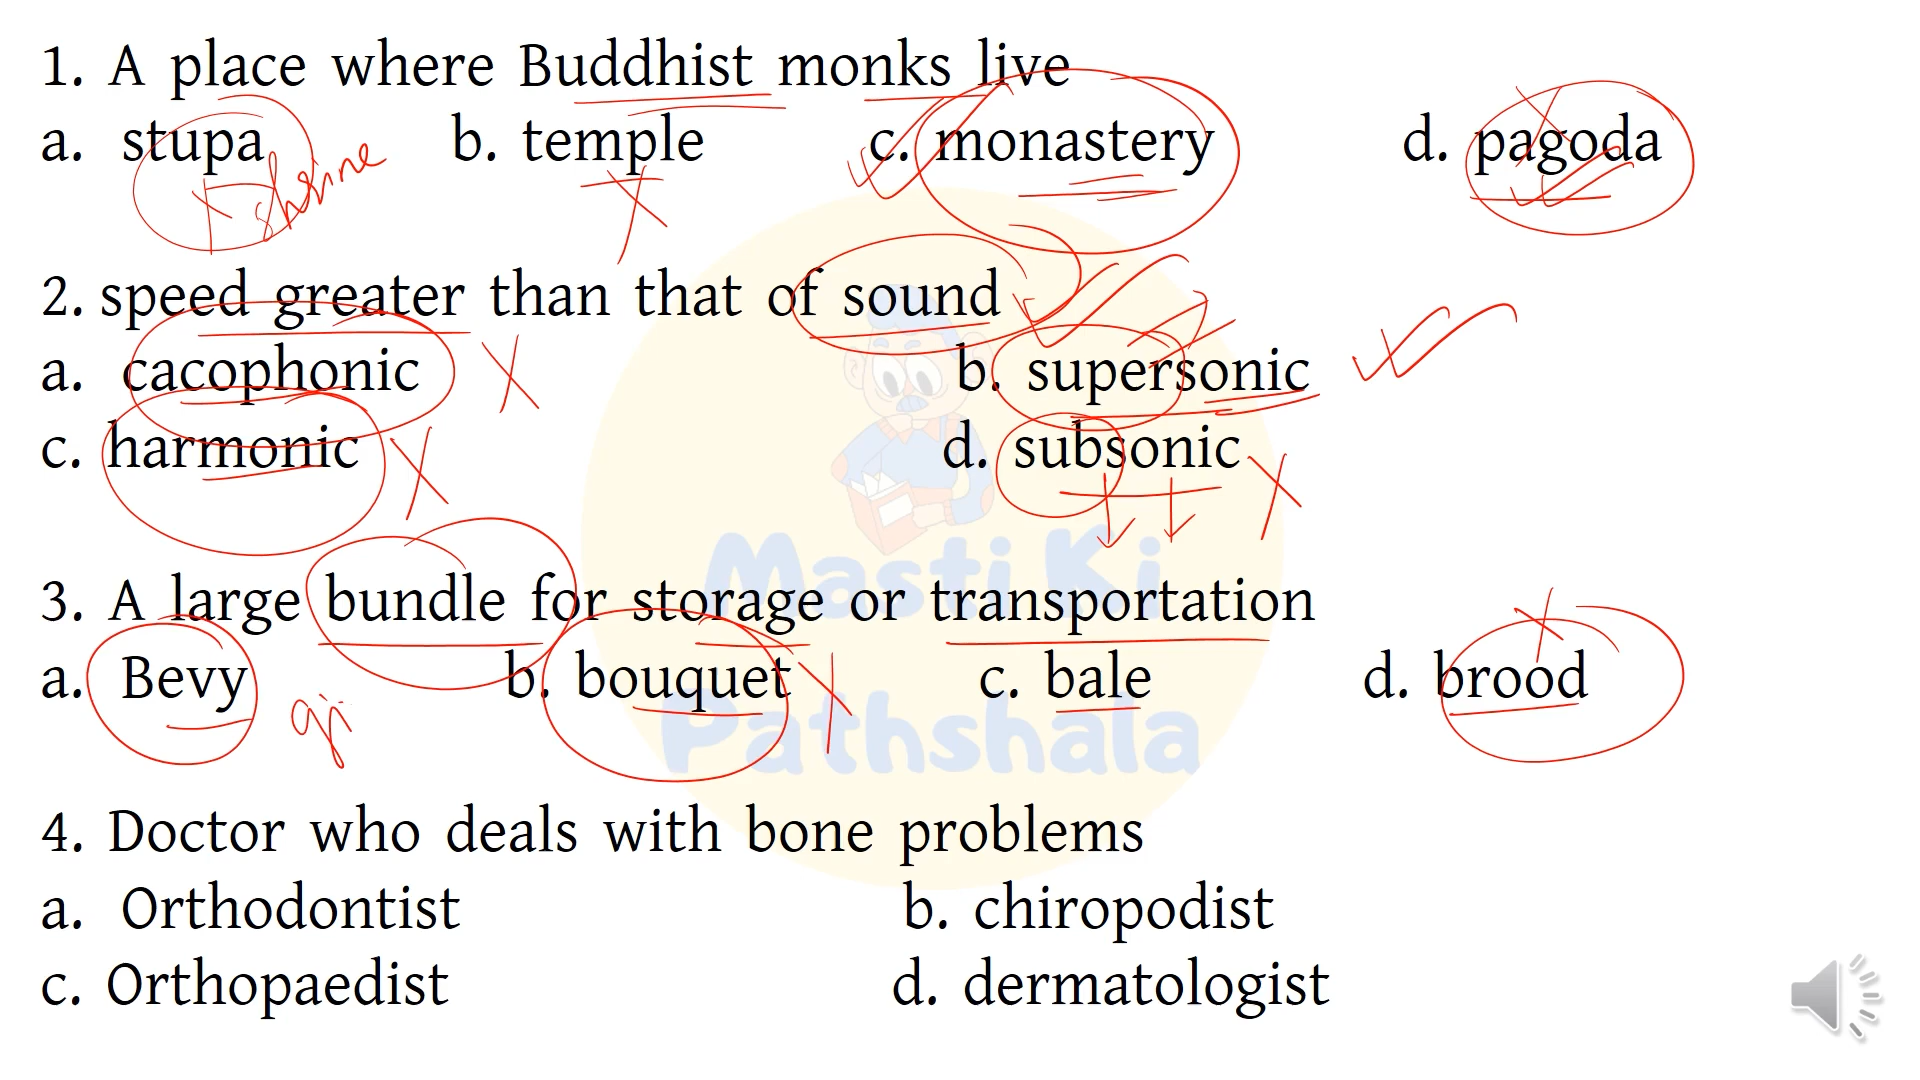 1. A place where Buddhist monks live
a. stupa b. temple c. monastery d. pagoda
shrine
2. speed greater than that of sound
a. cacophonic b. supersonic
c. harmonic d. subsonic
3. A large bundle for storage or transportation
a. Bevy b. bouquet c. bale d. brood
Masti Ki
Pathshala
4. Doctor who deals with bone problems
a. Orthodontist b. chiropodist
c. Orthopaedist d. dermatologist